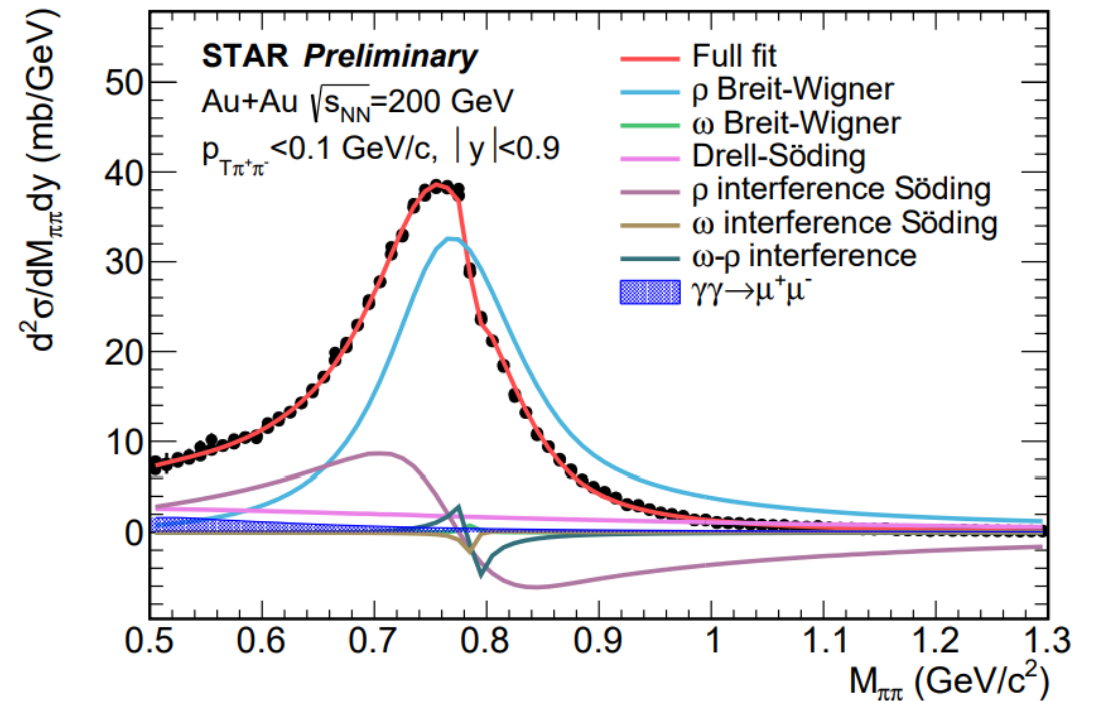 STAR Preliminary
Au+Au √sNN=200 GeV
pTπ+π-<0.1 GeV/c, |y|<0.9
Full fit
ρ Breit-Wigner
ω Breit-Wigner
Drell-Söding
ρ interference Söding
ω interference Söding
ω-ρ interference
γγ→μ+μ-
d2σ/dMππdy (mb/GeV)
50
40
30
20
10
0
0.5 0.6 0.7 0.8 0.9 1 1.1 1.2 1.3
Mππ (GeV/c2)